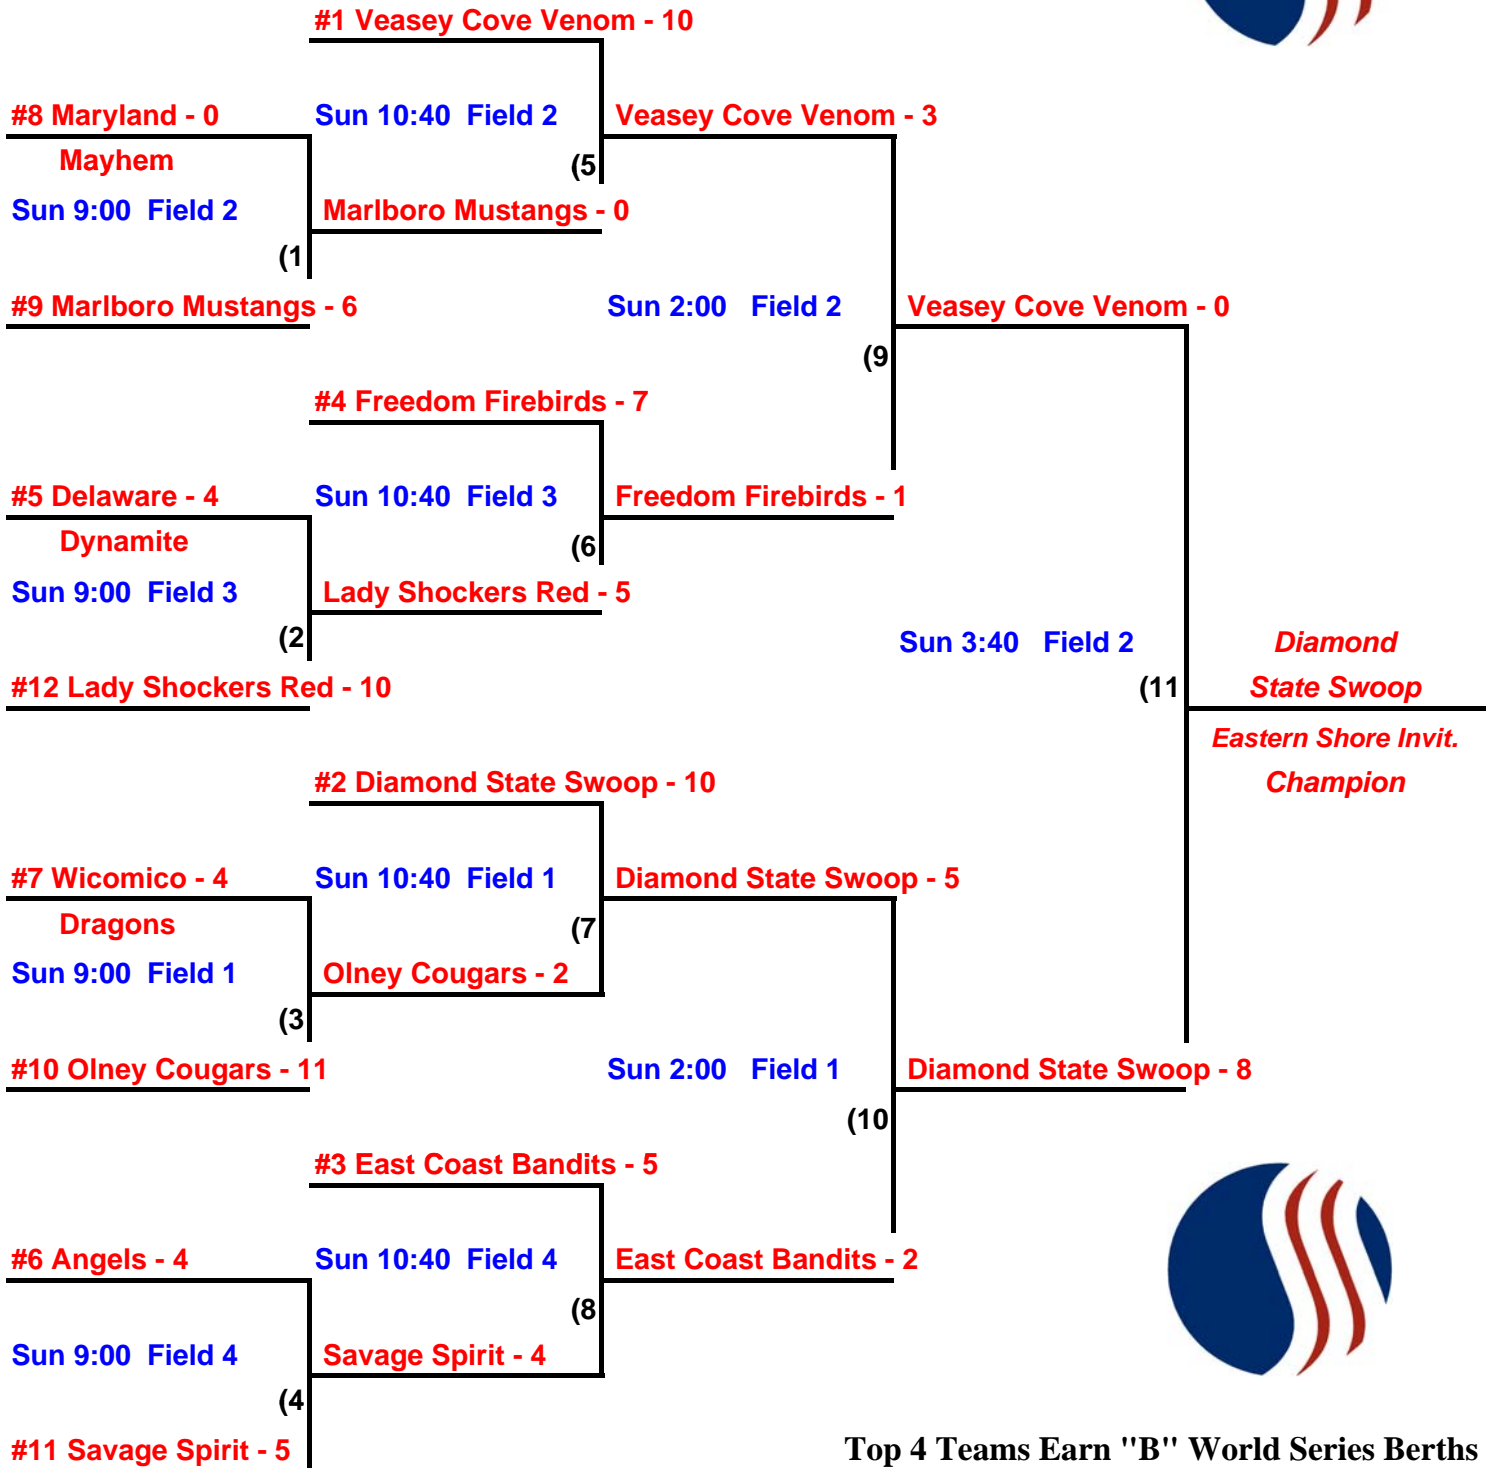 #1 Veasey Cove Venom - 10
#8 Maryland - 0
Sun 10:40 Field 2
Veasey Cove Venom - 3
Mayhem
(5
Sun 9:00 Field 2
Marlboro Mustangs - 0
(1
#9 Marlboro Mustangs - 6
Sun 2:00 Field 2
Veasey Cove Venom - 0
(9
#4 Freedom Firebirds - 7
#5 Delaware - 4
Sun 10:40 Field 3
Freedom Firebirds - 1
Dynamite
(6
Sun 9:00 Field 3
Lady Shockers Red - 5
(2
Sun 3:40 Field 2
Diamond
#12 Lady Shockers Red - 10
(11
State Swoop
Eastern Shore Invit.
#2 Diamond State Swoop - 10
Champion
#7 Wicomico - 4
Sun 10:40 Field 1
Diamond State Swoop - 5
Dragons
(7
Sun 9:00 Field 1
Olney Cougars - 2
(3
#10 Olney Cougars - 11
Sun 2:00 Field 1
Diamond State Swoop - 8
(10
#3 East Coast Bandits - 5
#6 Angels - 4
Sun 10:40 Field 4
East Coast Bandits - 2
(8
Sun 9:00 Field 4
Savage Spirit - 4
(4
#11 Savage Spirit - 5
Top 4 Teams Earn "B" World Series Berths